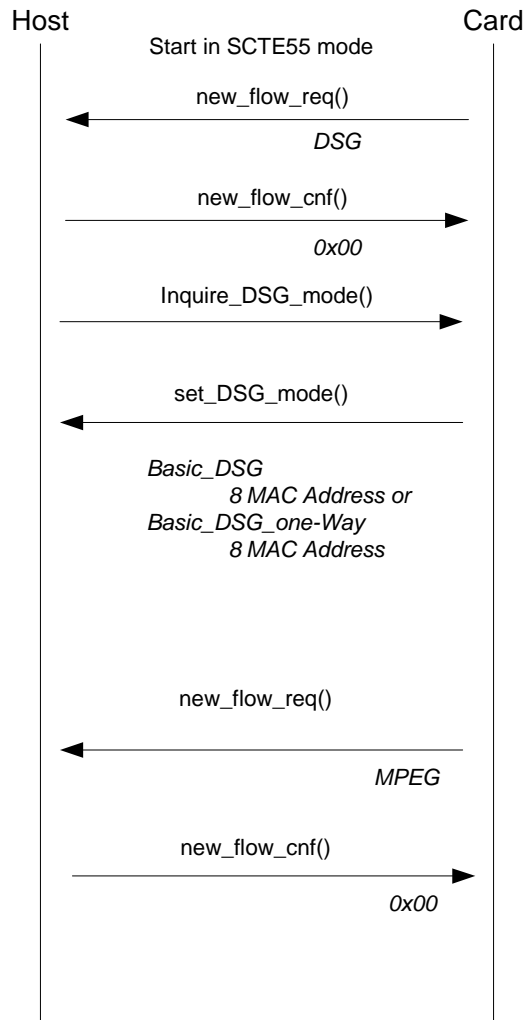 Host Card
Start in SCTE55 mode
new_flow_req()
DSG
new_flow_cnf()
0x00
Inquire_DSG_mode()
set_DSG_mode()
Basic_DSG
8 MAC Address or
Basic_DSG_one-Way
8 MAC Address
new_flow_req()
MPEG
new_flow_cnf()
0x00